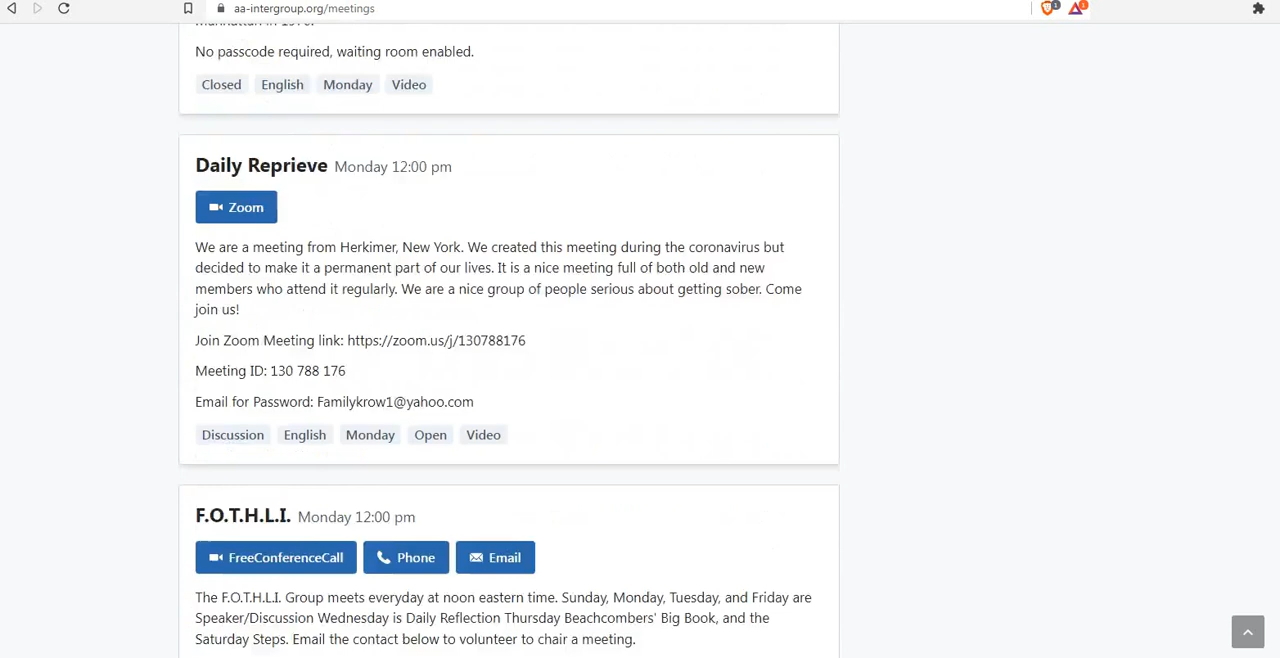 aa-intergroup.org/meetings
1
1
No passcode required, waiting room enabled.
Closed English Monday Video
Daily Reprieve Monday 12:00 pm
Zoom
We are a meeting from Herkimer, New York. We created this meeting during the coronavirus but
decided to make it a permanent part of our lives. It is a nice meeting full of both old and new
members who attend it regularly. We are a nice group of people serious about getting sober. Come
join us!
Join Zoom Meeting link: https://zoom.us/j/130788176
Meeting ID: 130 788 176
Email for Password: Familykrow1@yahoo.com
Discussion English Monday Open Video
F.O.T.H.L.I. Monday 12:00 pm
FreeConferenceCall Phone Email
The F.O.T.H.L.I. Group meets everyday at noon eastern time. Sunday, Monday, Tuesday, and Friday are
Speaker/Discussion Wednesday is Daily Reflection Thursday Beachcombers' Big Book, and the
Saturday Steps. Email the contact below to volunteer to chair a meeting.